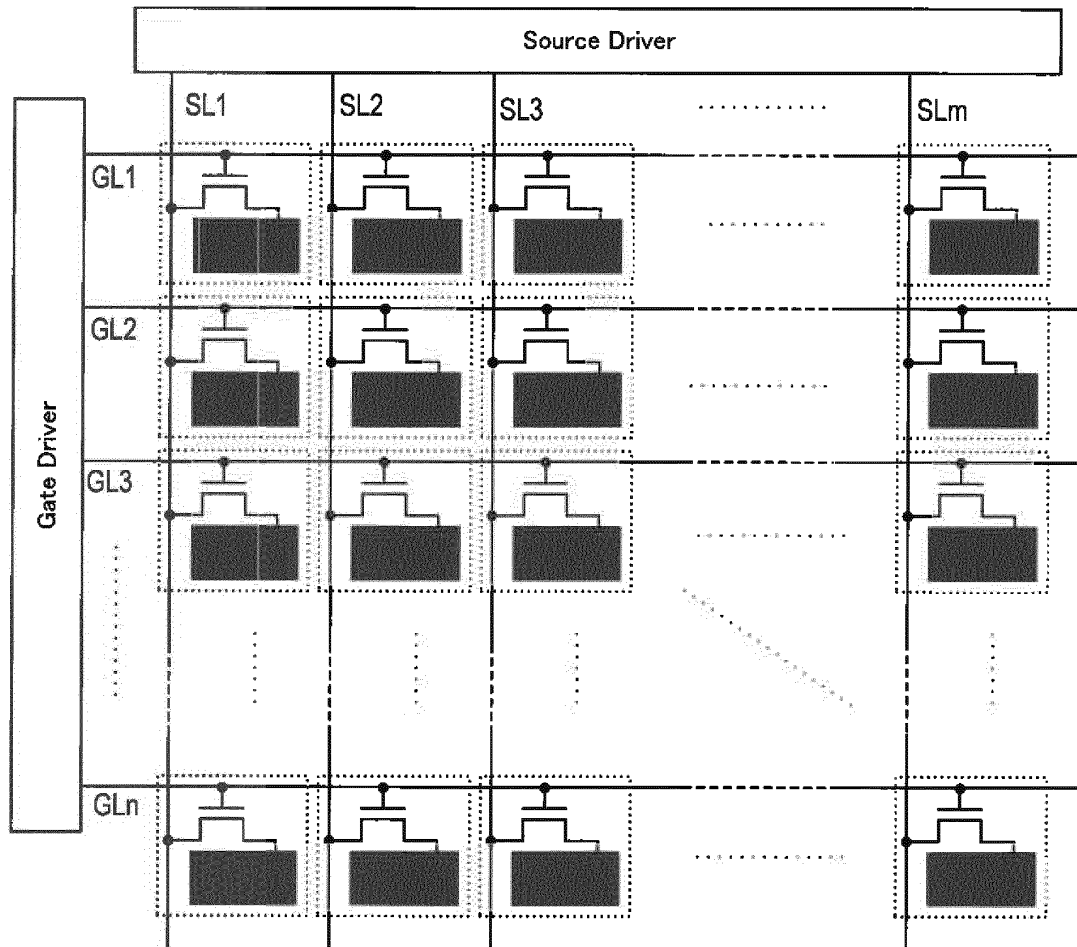 Source Driver
SL1
SL2
SL3
SLm
GL1
GL2
GL3
GLn
Gate Driver